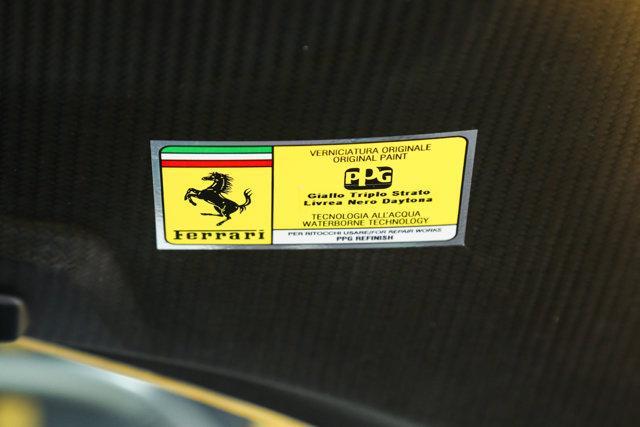 VERNICIATURA ORIGINALE
ORIGINAL PAINT
PPG
Giallo Triplo Strato
Livrea Nero Daytona
TECNOLOGIA ALL'ACQUA
WATERBORNE TECHNOLOGY
Ferrari
PER RITOCCHI USARE/FOR REPAIR WORKS
PPG REFINISH